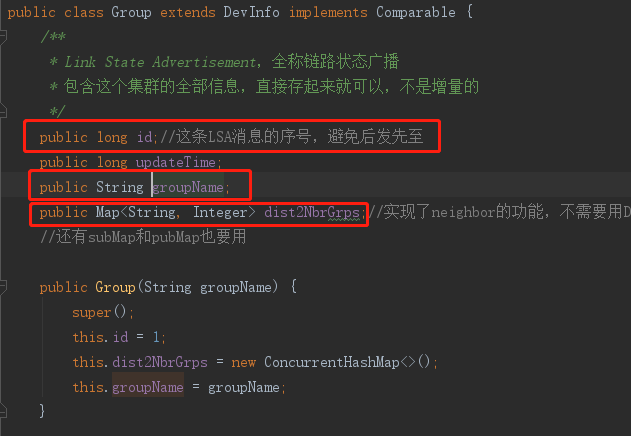 public class Group extends DevInfo implements Comparable {
/**
* Link State Advertisement, 全称链路状态广播
* 包含这个集群的全部信息，直接存起来就可以，不是增量的
*/
public long id;//这条LSA消息的序号，避免后发先至
public long updateTime;
public String groupName;
public Map<String, Integer> dist2NbrGrps;//实现了neighbor的功能，不需要用D
//还有subMap和pubMap也要用
public Group(String groupName) {
super();
this.id = 1;
this.dist2NbrGrps = new ConcurrentHashMap<>();
this.groupName = groupName;
}